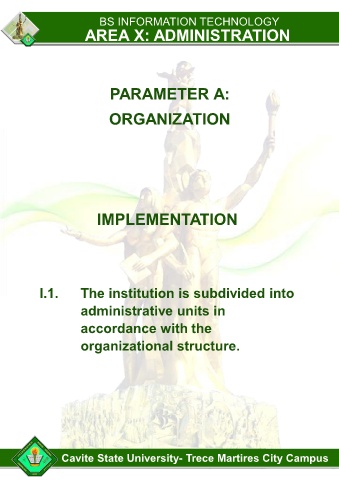 BS INFORMATION TECHNOLOGY
AREA X: ADMINISTRATION
PARAMETER A:
ORGANIZATION
IMPLEMENTATION
I.1. The institution is subdivided into
administrative units in
accordance with the
organizational structure.
Cavite State University- Trece Martires City Campus